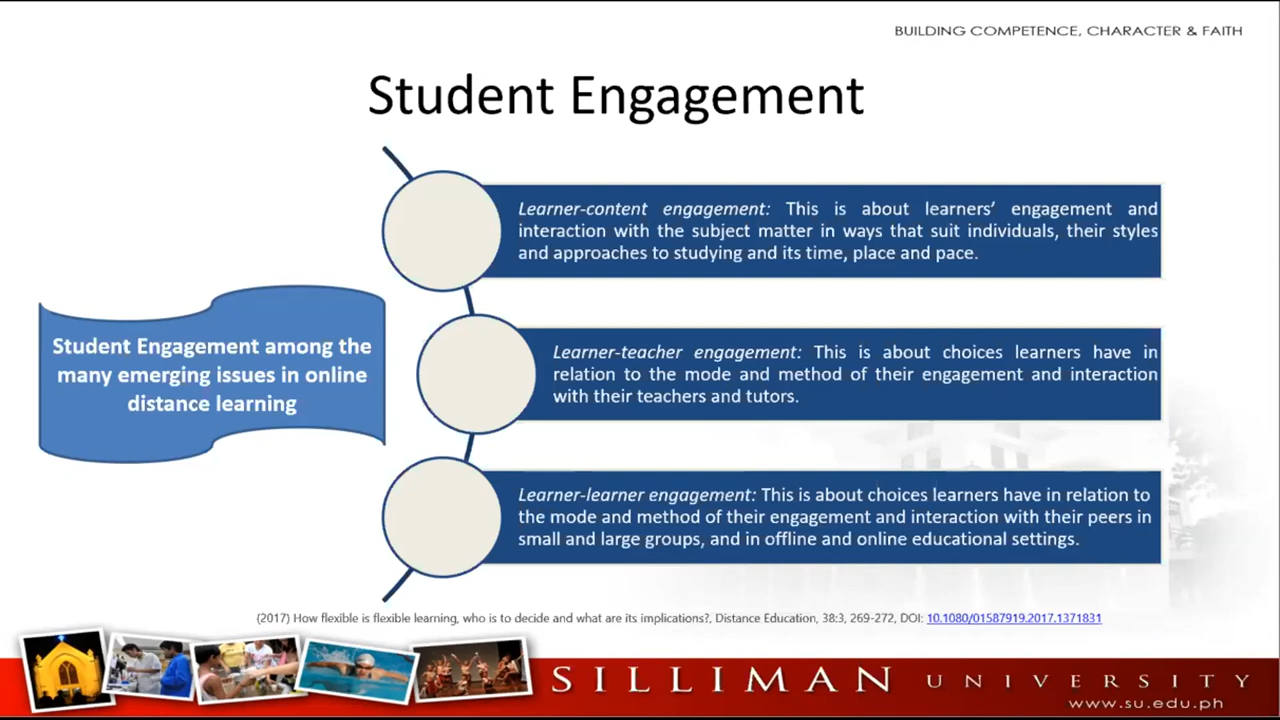 BUILDING COMPETENCE, CHARACTER & FAITH
Student Engagement
Student Engagement among the
many emerging issues in online
distance learning
Learner-content engagement: This is about learners’ engagement and
interaction with the subject matter in ways that suit individuals, their styles
and approaches to studying and its time, place and pace.
Learner-teacher engagement: This is about choices learners have in
relation to the mode and method of their engagement and interaction
with their teachers and tutors.
Learner-learner engagement: This is about choices learners have in relation to
the mode and method of their engagement and interaction with their peers in
small and large groups, and in offline and online educational settings.
(2017) How flexible is flexible learning, who is to decide and what are its implications?, Distance Education, 38:3, 269-272, DOI: 10.1080/01587919.2017.1371831
SILLIMAN UNIVERSITY
www.su.edu.ph